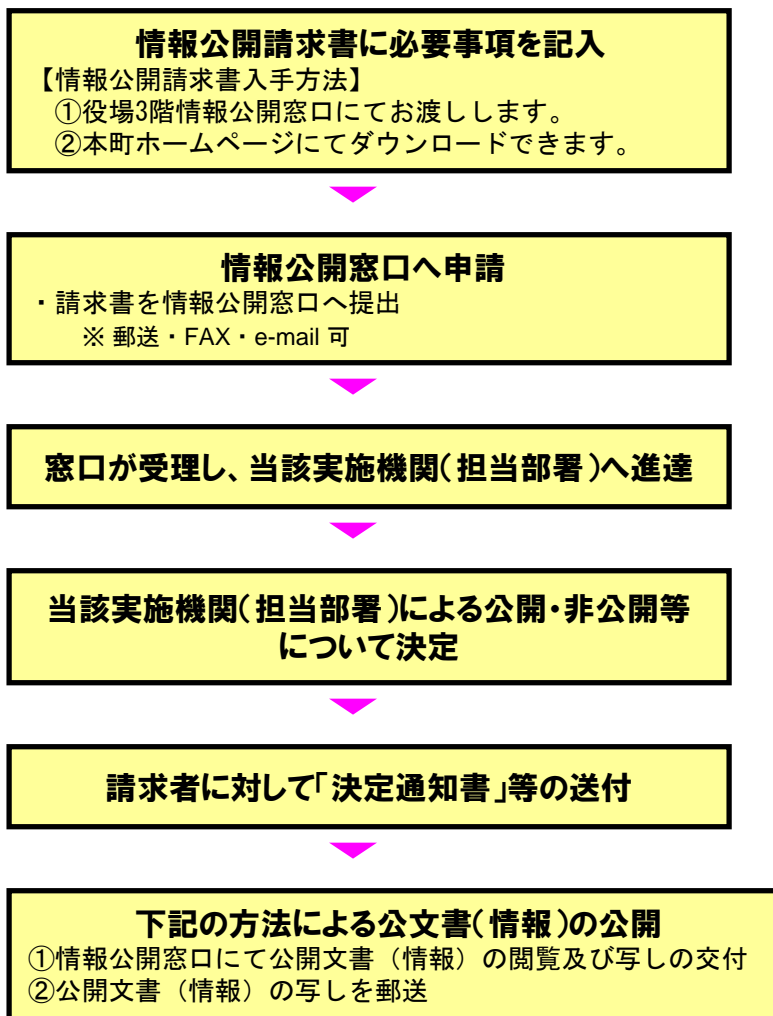 情報公開請求書に必要事項を記入
【情報公開請求書入手方法】
①役場3階情報公開窓口にてお渡しします。
②本町ホームページにてダウンロードできます。
情報公開窓口へ申請
・請求書を情報公開窓口へ提出
※ 郵送・FAX・e-mail 可
窓口が受理し、当該実施機関(担当部署)へ進達
当該実施機関(担当部署)による公開・非公開等
について決定
請求者に対して「決定通知書」等の送付
下記の方法による公文書(情報)の公開
①情報公開窓口にて公開文書（情報）の閲覧及び写しの交付
②公開文書（情報）の写しを郵送